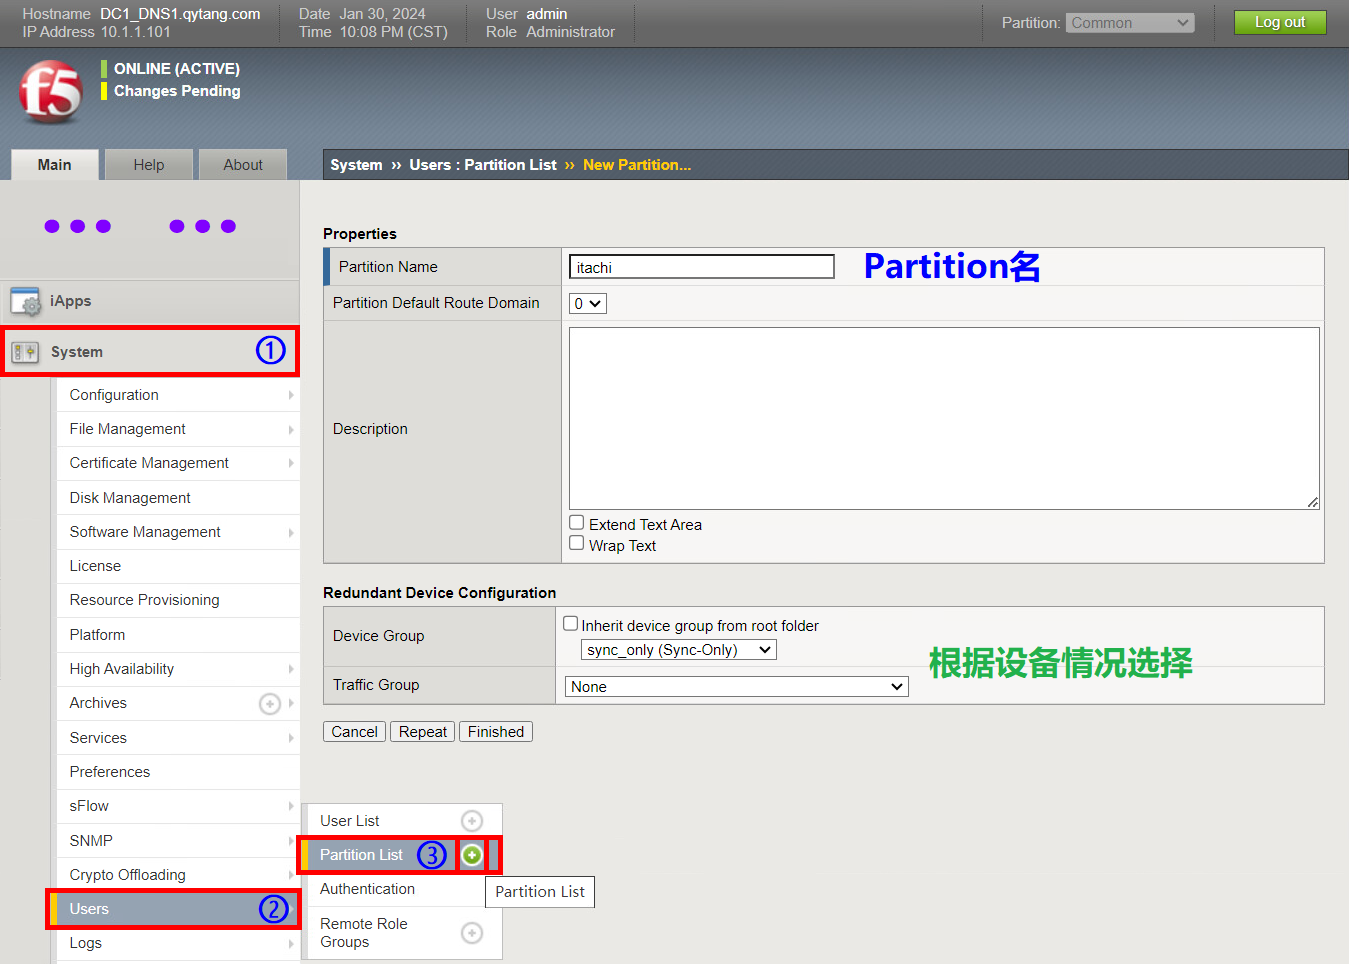 Hostname DC1_DNS1.qytang.com Date Jan 30, 2024 User admin
IP Address 10.1.1.101 Time 10:08 PM (CST) Role Administrator
Partition: Common Log out
f5
ONLINE (ACTIVE)
Changes Pending
Main Help About
System ›› Users : Partition List ›› New Partition...
iApps
System ①
Configuration
File Management
Certificate Management
Disk Management
Software Management
License
Resource Provisioning
Platform
High Availability
Archives
Services
Preferences
sFlow
SNMP
Crypto Offloading
Users ②
Logs
User List
Partition List ③
Authentication
Remote Role
Groups
Partition List
Properties
Partition Name itachi Partition名
Partition Default Route Domain 0
Description
Extend Text Area
Wrap Text
Redundant Device Configuration
Device Group Inherit device group from root folder
sync_only (Sync-Only)
根据设备情况选择
Traffic Group None
Cancel Repeat Finished